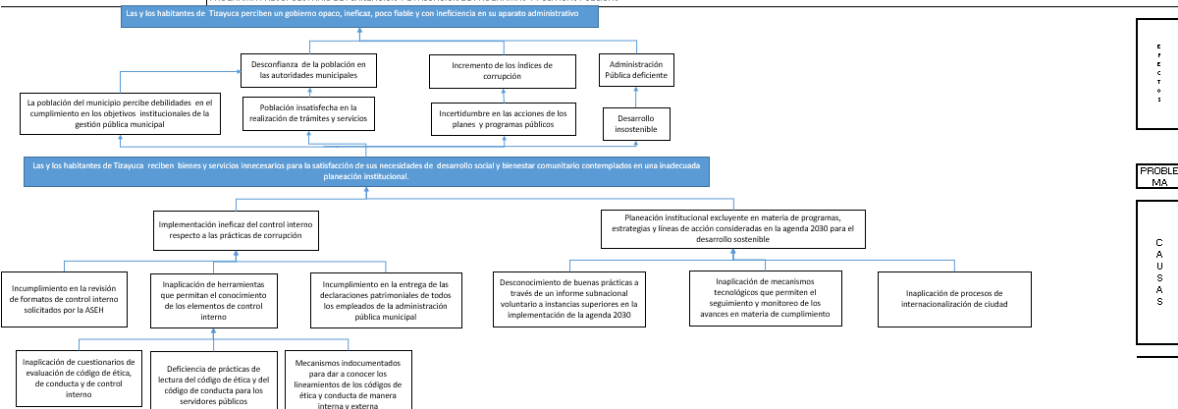 Las y los habitantes de Tizayuca perciben un gobierno opaco, ineficaz, poco fiable y con ineficiencia en su aparato administrativo
Desconfianza de la población en
las autoridades municipales
Incremento de los índices de
corrupción
Administración
Pública deficiente
La población del municipio percibe debilidades en el
cumplimiento en los objetivos institucionales de la
gestión pública municipal
Población insatisfecha en la
realización de trámites y servicios
Incertidumbre en las acciones de los
planes y programas públicos
Desarrollo
insostenible
EFECTOS
Las y los habitantes de Tizayuca reciben bienes y servicios innecesarios para la satisfacción de sus necesidades de desarrollo social y bienestar comunitario contemplados en una inadecuada
planeación institucional.
PROBLE
MA
Implementación ineficaz del control interno
respecto a las prácticas de corrupción
Planeación institucional excluyente en materia de programas,
estrategias y líneas de acción consideradas en la agenda 2030 para el
desarrollo sostenible
CAUSAS
Incumplimiento en la revisión
de formatos de control interno
solicitados por la ASEH
Inaplicación de herramientas
que permitan el conocimiento
de los elementos de control
interno
Incumplimiento en la entrega de las
declaraciones patrimoniales de todos
los empleados de la administración
pública municipal
Desconocimiento de buenas prácticas a
través de un informe subnacional
voluntario a instancias superiores en la
implementación de la agenda 2030
Inaplicación de mecanismos
tecnológicos que permiten el
seguimiento y monitoreo de los
avances en materia de cumplimiento
Inaplicación de procesos de
internacionalización de ciudad
Inaplicación de cuestionarios de
evaluación de código de ética,
de conducta y de control
interno
Deficiencia de prácticas de
lectura del código de ética y del
código de conducta para los
servidores públicos
Mecanismos indocumentados
para dar a conocer los
lineamientos de los códigos de
ética y conducta de manera
interna y externa